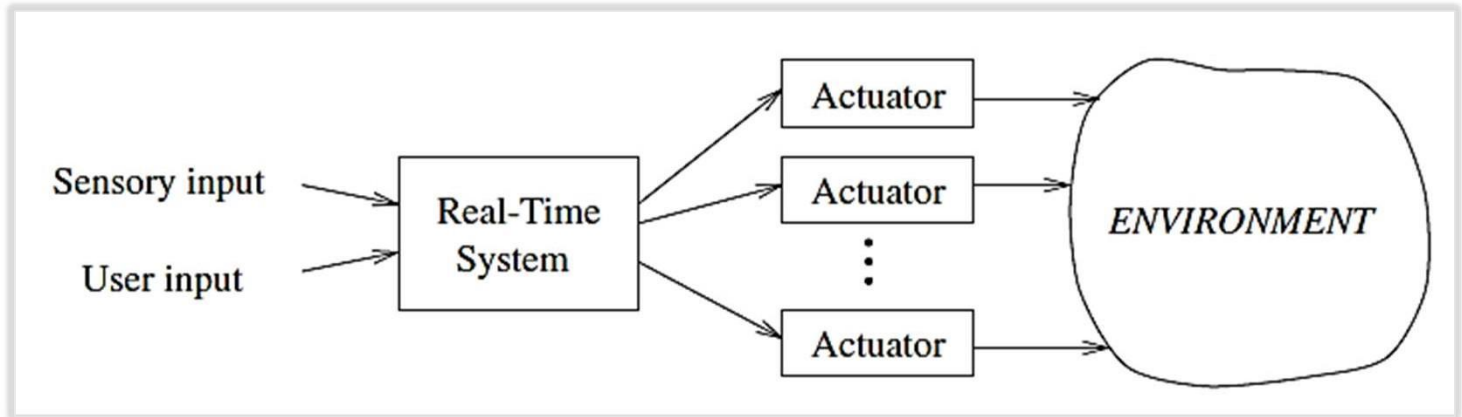 Sensory input
User input
Real-Time
System
Actuator
Actuator
Actuator
ENVIRONMENT